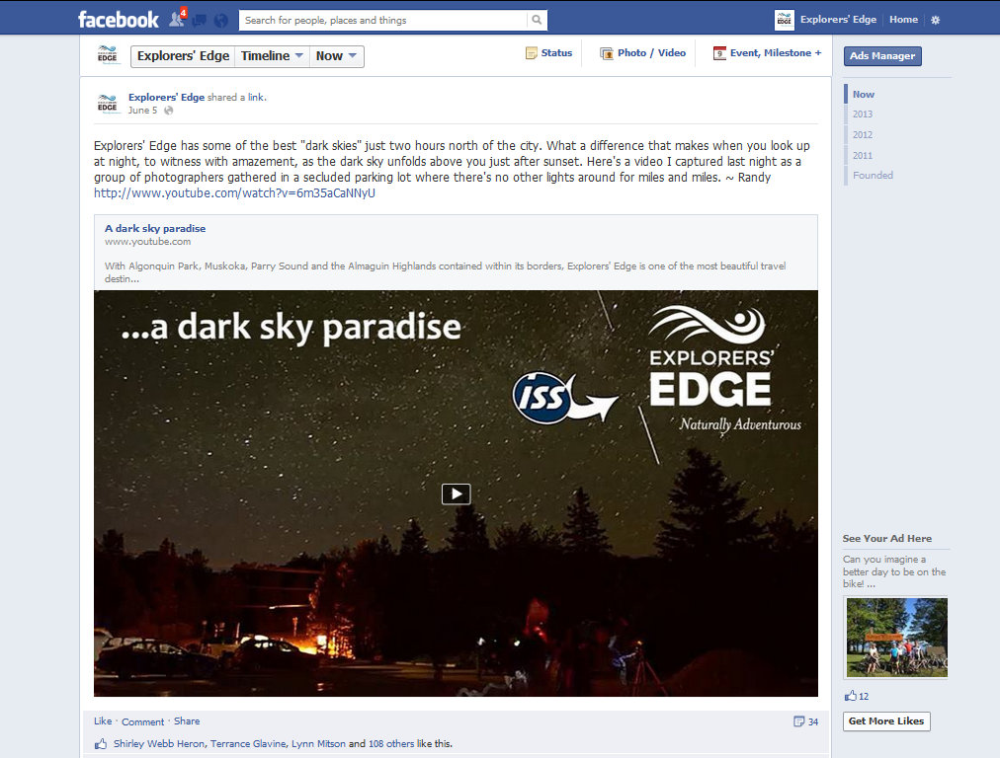 facebook
4
Search for people, places and things
Explorers' Edge
Home
EXPLORERS' EDGE
Explorers' Edge
Timeline
Now
Status
Photo / Video
Event, Milestone +
Ads Manager
Now
2013
2012
2011
Founded
Explorers' Edge shared a link.
June 5
Explorers' Edge has some of the best "dark skies" just two hours north of the city. What a difference that makes when you look up
at night, to witness with amazement, as the dark sky unfolds above you just after sunset. Here's a video I captured last night as a
group of photographers gathered in a secluded parking lot where there's no other lights around for miles and miles. ~ Randy
http://www.youtube.com/watch?v=6m35aCaNNyU
A dark sky paradise
www.youtube.com
With Algonquin Park, Muskoka, Parry Sound and the Almaguin Highlands contained within its borders, Explorers' Edge is one of the most beautiful travel
destin...
...a dark sky paradise
ISS
EXPLORERS'
EDGE
Naturally Adventurous
See Your Ad Here
Can you imagine a
better day to be on the
bike! ...
12
Get More Likes
Like · Comment · Share
34
Shirley Webb Heron, Terrance Glavine, Lynn Mitson and 108 others like this.